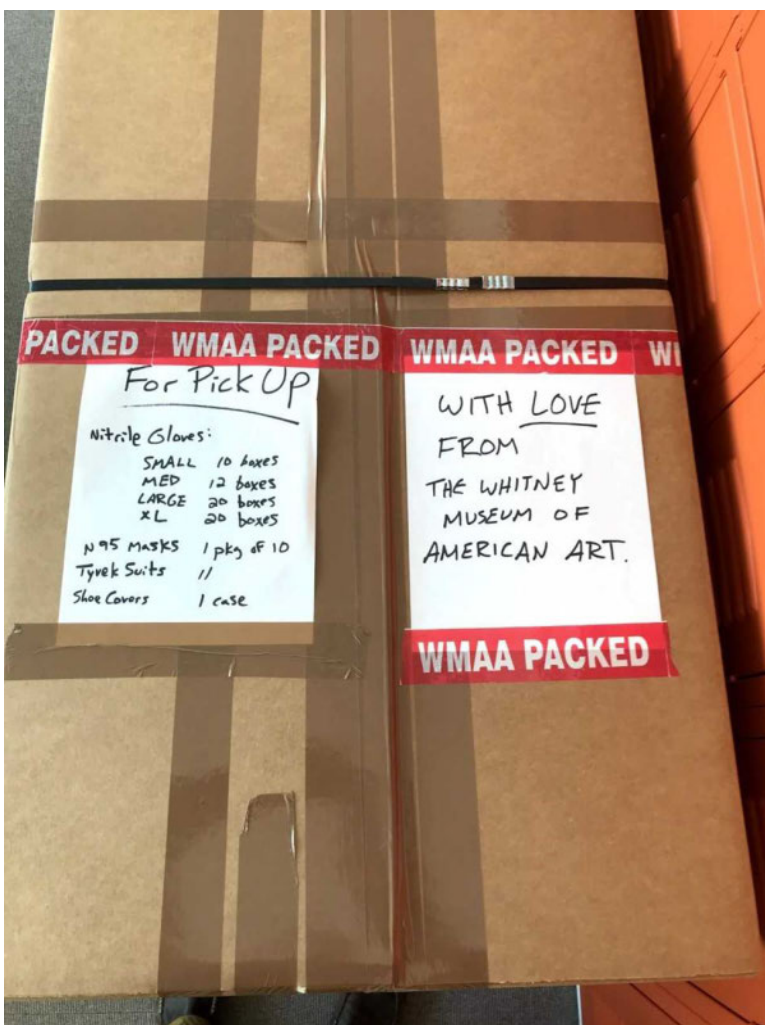 PACKED WMAA PACKED
WMAA PACKED WM
For Pick Up
Nitrile Gloves:
SMALL 10 boxes
MED 12 boxes
LARGE 20 boxes
XL 20 boxes
N95 Masks 1 pkg of 10
Tyvek Suits 11
Shoe Covers 1 case
WITH LOVE
FROM
THE WHITNEY
MUSEUM OF
AMERICAN ART.
WMAA PACKED